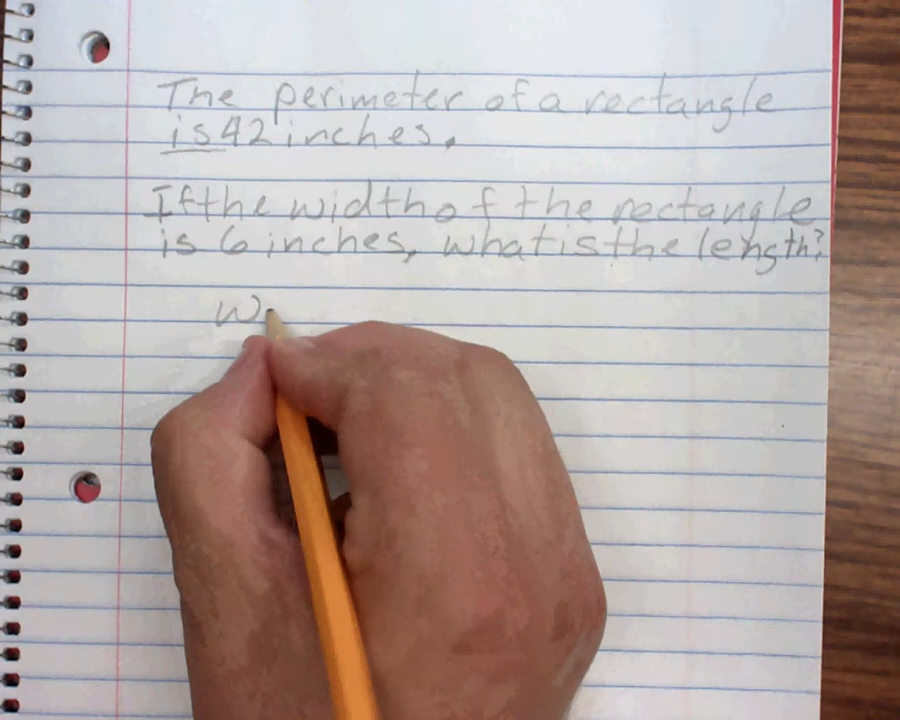 The perimeter of a rectangle
is 42 inches.
If the width of the rectangle
is 6 inches, what is the length?
W